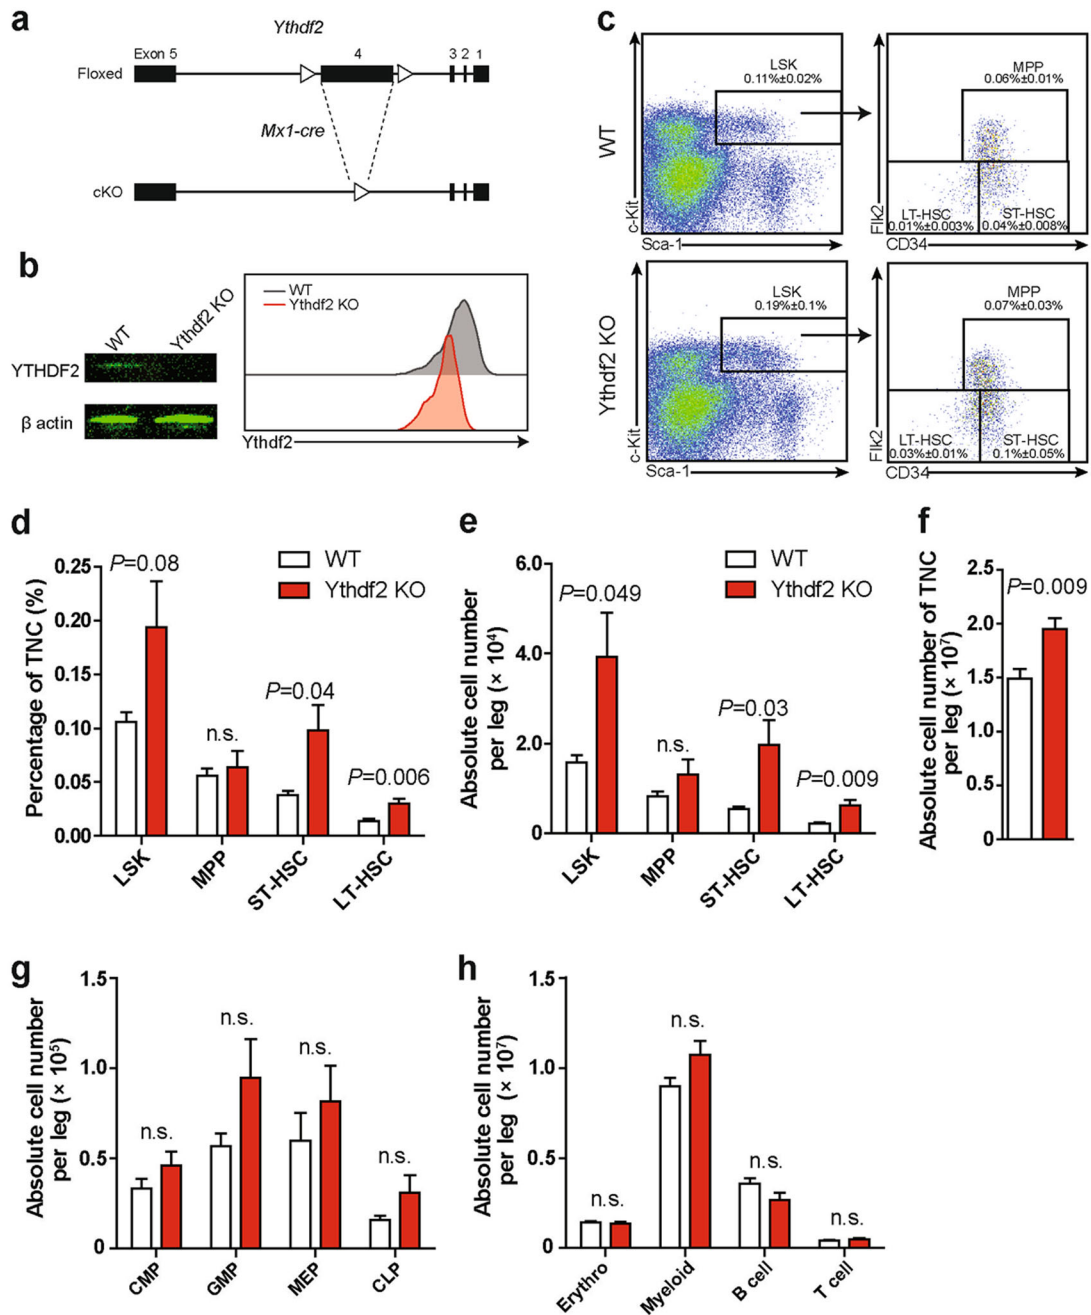 a
Ythdf2
Exon 5
4
3 2 1
Floxed
Mx1-cre
cKO
b
WT
Ythdf2 KO
YTHDF2
β actin
WT
Ythdf2 KO
Ythdf2
c
WT
LSK
0.11%±0.02%
c-Kit
Sca-1
MPP
0.06%±0.01%
LT-HSC
0.01%±0.003%
ST-HSC
0.04%±0.008%
Flk2
CD34
Ythdf2 KO
LSK
0.19%±0.1%
c-Kit
Sca-1
MPP
0.07%±0.03%
LT-HSC
0.03%±0.01%
ST-HSC
0.1%±0.05%
Flk2
CD34
d
WT
Ythdf2 KO
Percentage of TNC (%)
0.25
0.20
0.15
0.10
0.05
0.00
P=0.08
n.s.
P=0.04
P=0.006
LSK
MPP
ST-HSC
LT-HSC
e
WT
Ythdf2 KO
Absolute cell number
per leg (× 10⁴)
6.0
4.0
2.0
0
P=0.049
n.s.
P=0.03
P=0.009
LSK
MPP
ST-HSC
LT-HSC
f
Absolute cell number of TNC
per leg (× 10⁷)
2.5
2.0
1.5
1.0
0.5
0
P=0.009
g
Absolute cell number
per leg (× 10⁵)
1.5
1.0
0.5
0
n.s.
n.s.
n.s.
n.s.
CMP
GMP
MEP
CLP
h
Absolute cell number
per leg (× 10⁷)
1.5
1.0
0.5
0
n.s.
n.s.
n.s.
n.s.
Erythro
Myeloid
B cell
T cell